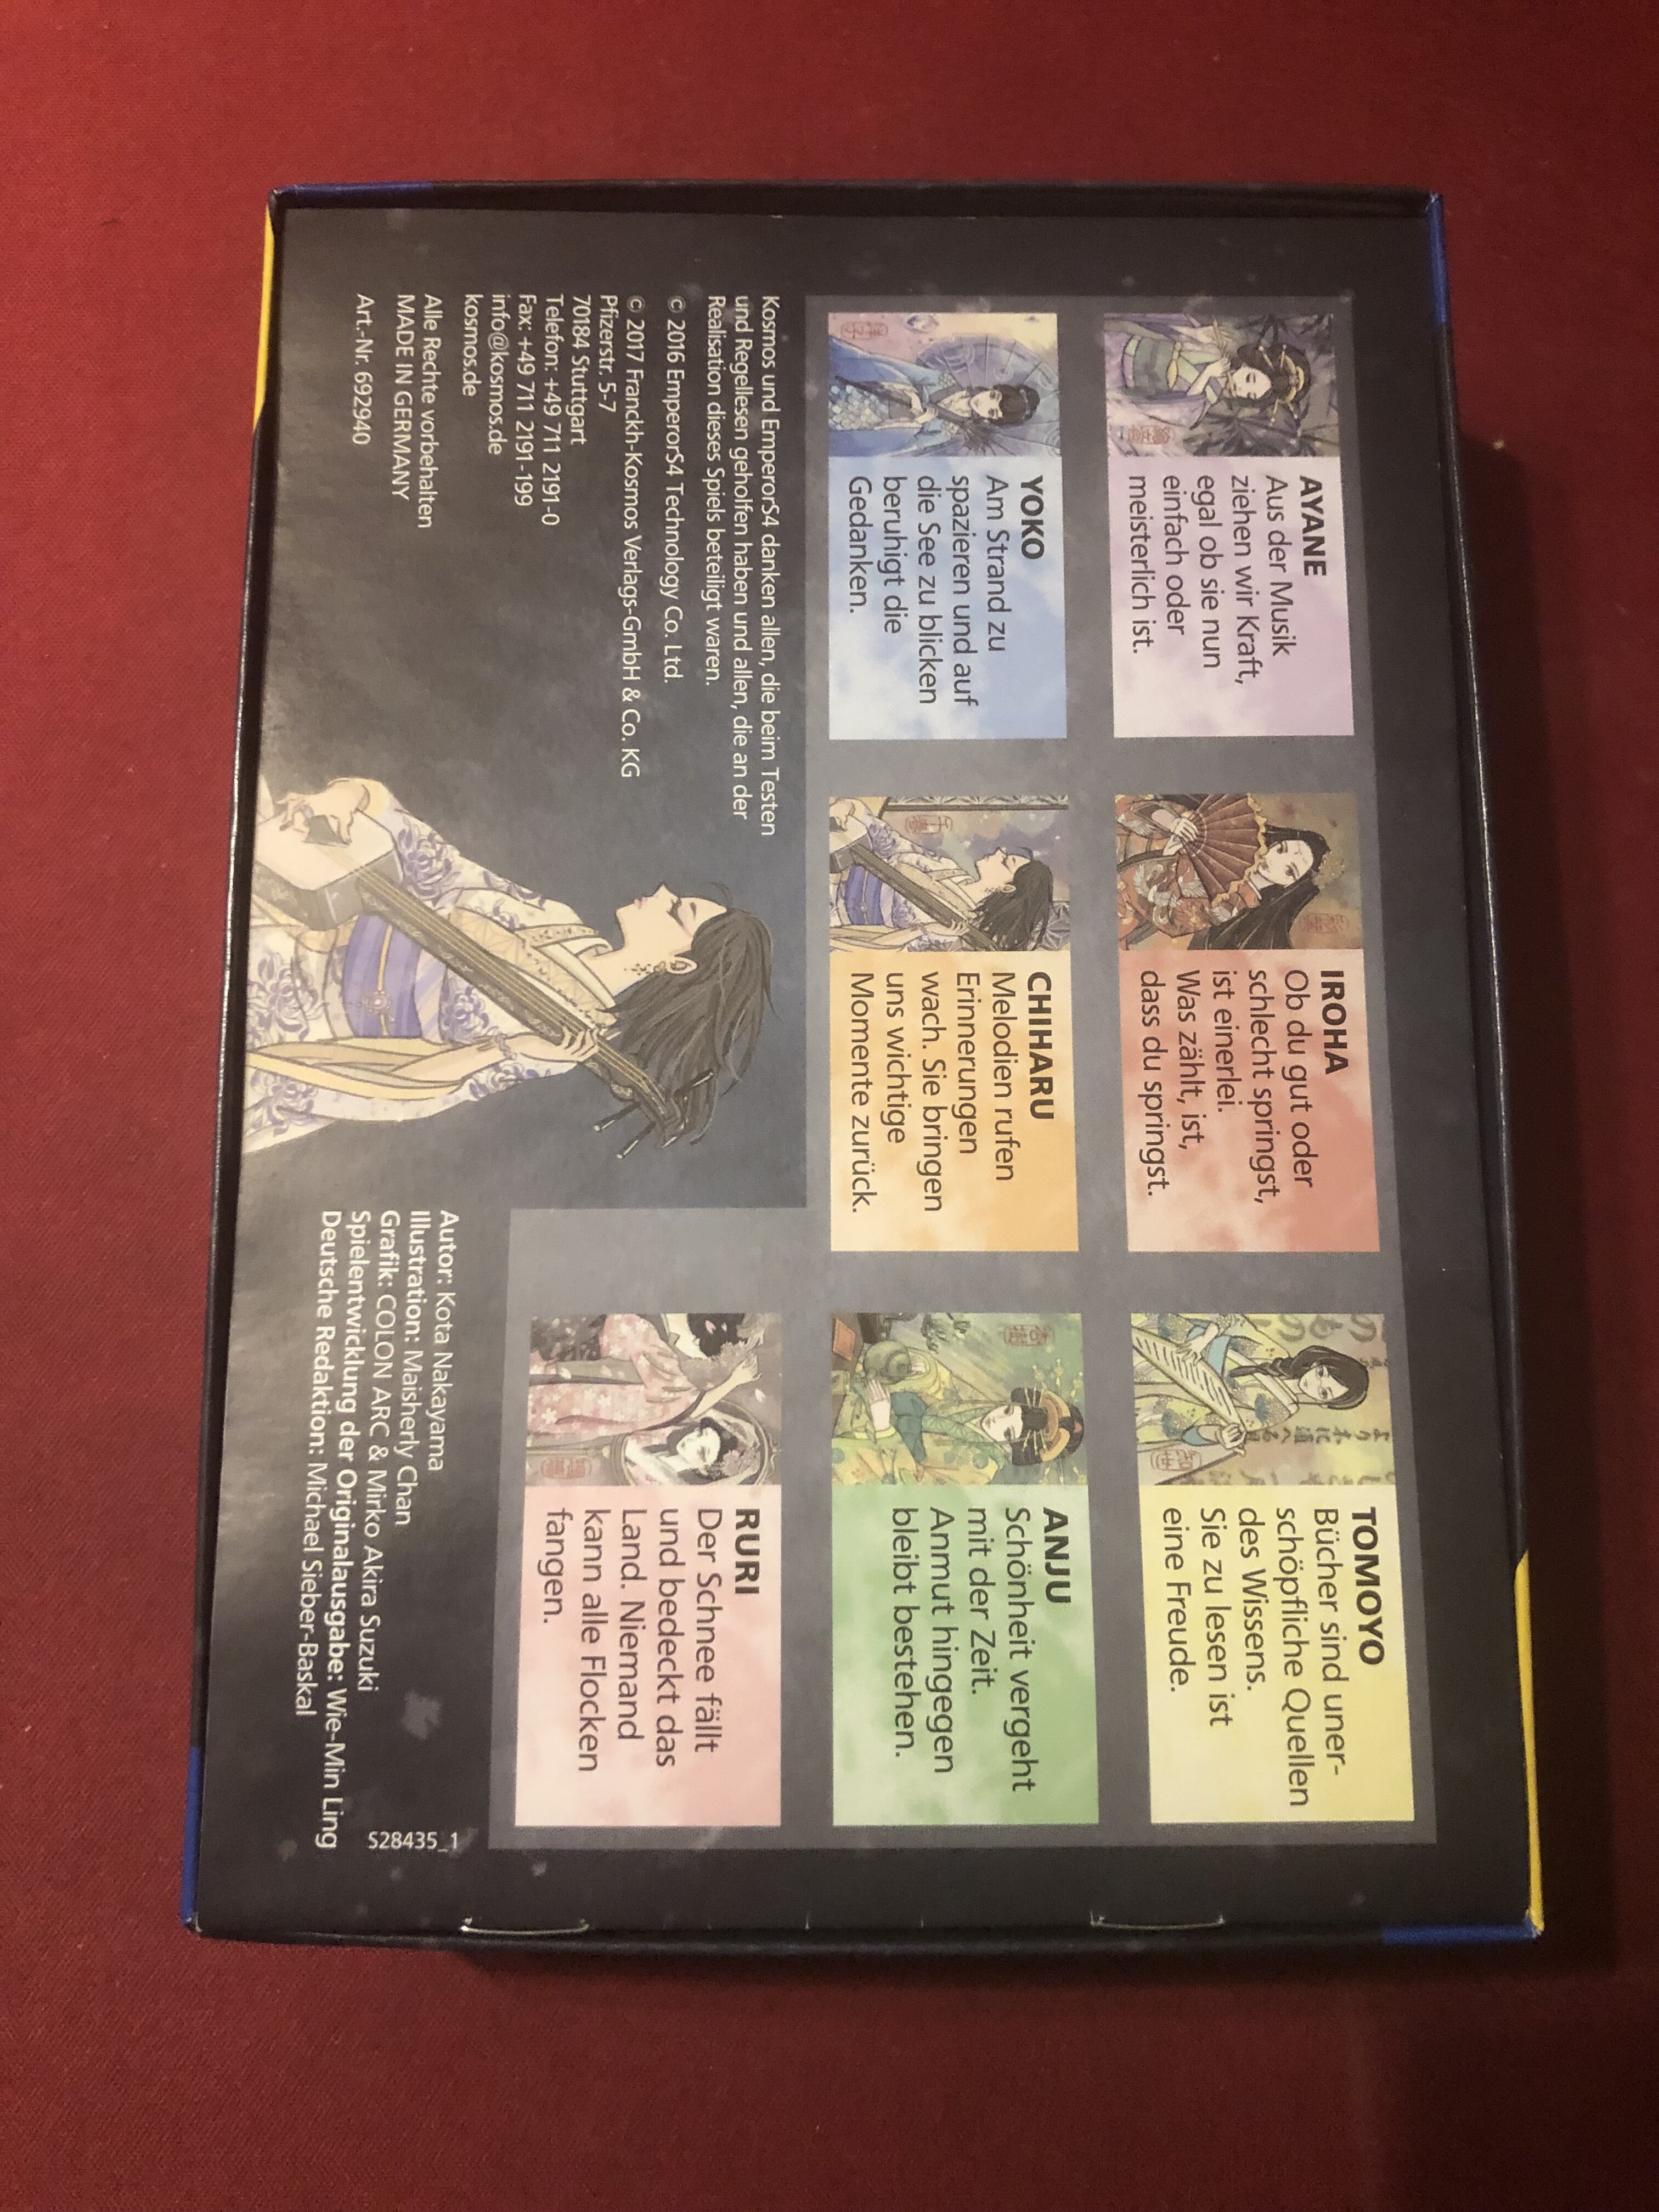 AYANE
Aus der Musik
ziehen wir Kraft,
egal ob sie nun
einfach oder
meisterlich ist.
IROHA
Ob du gut oder
schlecht springst,
ist einerlei.
Was zählt, ist,
dass du springst.
TOMOYO
Bücher sind uner-
schöpfliche Quellen
des Wissens.
Sie zu lesen ist
eine Freude.
YOKO
Am Strand zu
spazieren und auf
die See zu blicken
beruhigt die
Gedanken.
CHIHARU
Melodien rufen
Erinnerungen
wach. Sie bringen
uns wichtige
Momente zurück.
ANJU
Schönheit vergeht
mit der Zeit.
Anmut hingegen
bleibt bestehen.
RURI
Der Schnee fällt
und bedeckt das
Land. Niemand
kann alle Flocken
fangen.
Kosmos und EmperorS4 danken allen, die beim Testen
und Regellesen geholfen haben und allen, die an der
Realisation dieses Spiels beteiligt waren.
© 2016 EmperorS4 Technology Co. Ltd.
© 2017 Franckh-Kosmos Verlags-GmbH & Co. KG
Pfizerstr. 5-7
70184 Stuttgart
Telefon: +49 711 2191-0
Fax: +49 711 2191-199
info@kosmos.de
kosmos.de
Alle Rechte vorbehalten
MADE IN GERMANY
Art.-Nr. 692940
Autor: Kota Nakayama
Illustration: Maisherly Chan
Grafik: COLON ARC & Mirko Akira Suzuki
Spielentwicklung der Originalausgabe: Wie-Min Ling
Deutsche Redaktion: Michael Sieber-Baskal
S28435_1